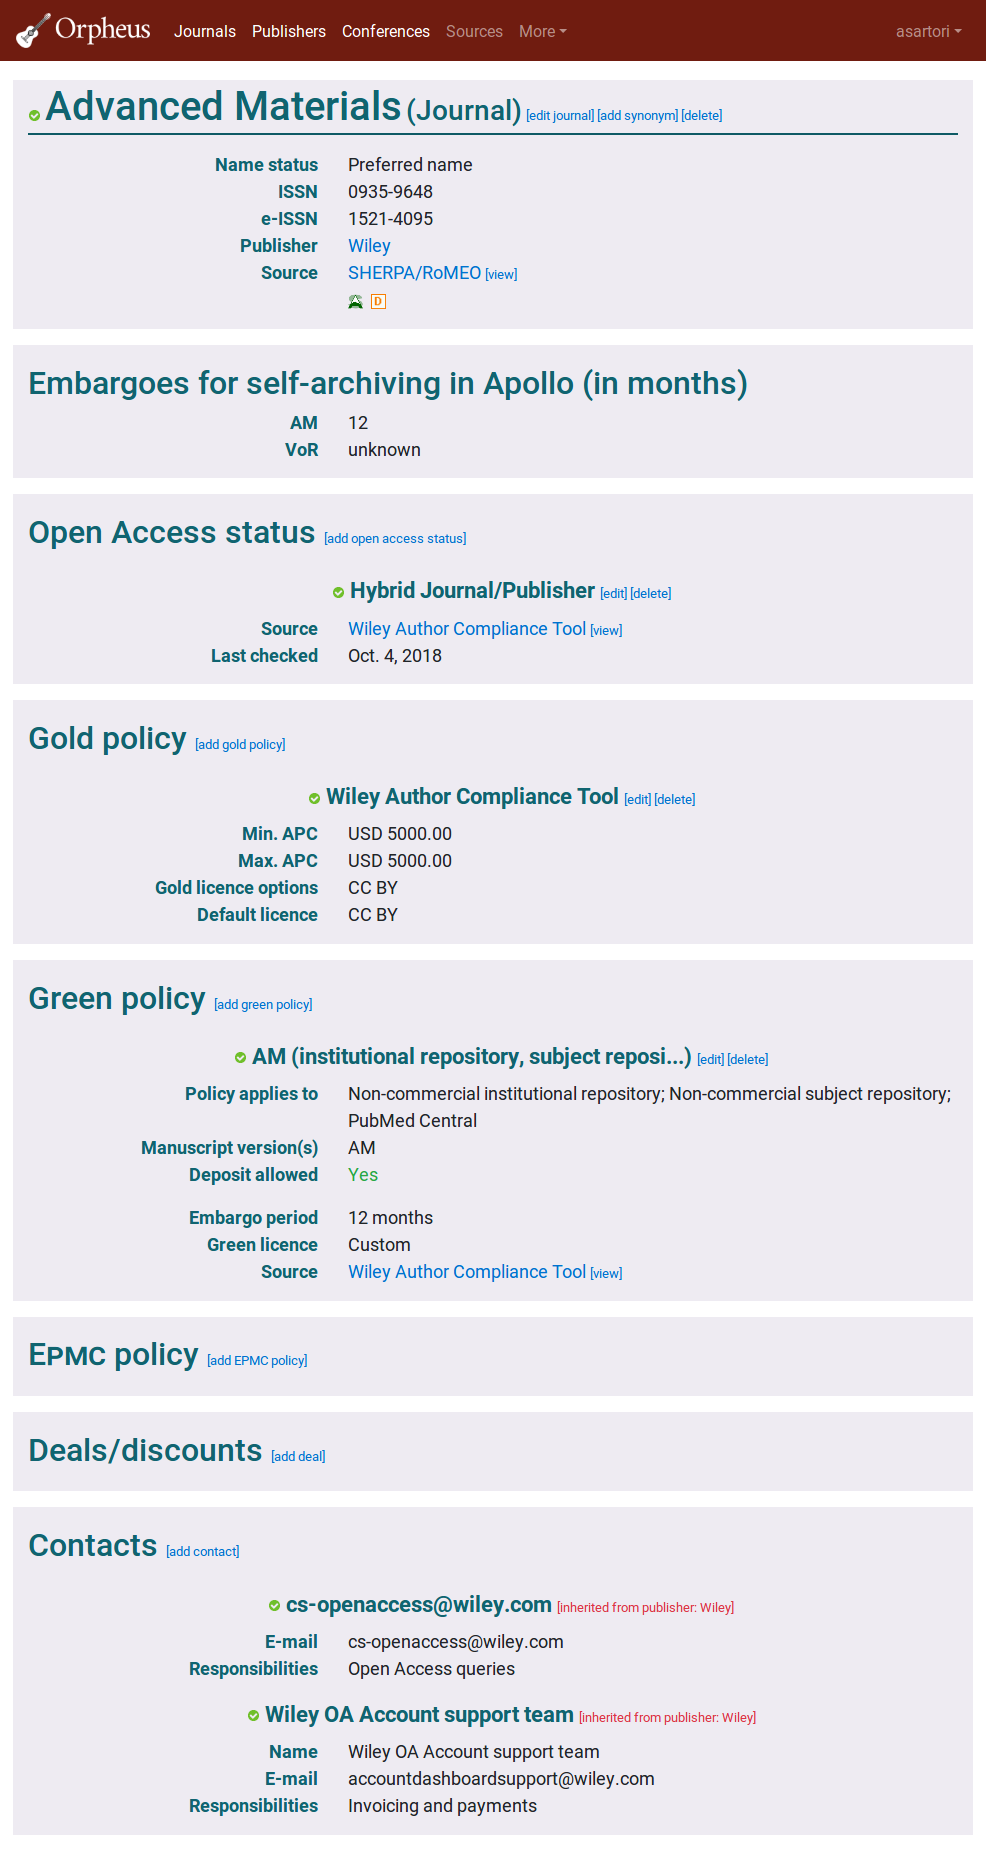 Orpheus Journals Publishers Conferences Sources More asartori
Advanced Materials (Journal) [edit journal] [add synonym] [delete]
Name status Preferred name
ISSN 0935-9648
e-ISSN 1521-4095
Publisher Wiley
Source SHERPA/RoMEO [view]
D
Embargoes for self-archiving in Apollo (in months)
AM 12
VoR unknown
Open Access status [add open access status]
Hybrid Journal/Publisher [edit] [delete]
Source Wiley Author Compliance Tool [view]
Last checked Oct. 4, 2018
Gold policy [add gold policy]
Wiley Author Compliance Tool [edit] [delete]
Min. APC USD 5000.00
Max. APC USD 5000.00
Gold licence options CC BY
Default licence CC BY
Green policy [add green policy]
AM (institutional repository, subject reposi...) [edit] [delete]
Policy applies to Non-commercial institutional repository; Non-commercial subject repository;
PubMed Central
Manuscript version(s) AM
Deposit allowed Yes
Embargo period 12 months
Green licence Custom
Source Wiley Author Compliance Tool [view]
EPMC policy [add EPMC policy]
Deals/discounts [add deal]
Contacts [add contact]
cs-openaccess@wiley.com [inherited from publisher: Wiley]
E-mail cs-openaccess@wiley.com
Responsibilities Open Access queries
Wiley OA Account support team [inherited from publisher: Wiley]
Name Wiley OA Account support team
E-mail accountdashboardsupport@wiley.com
Responsibilities Invoicing and payments